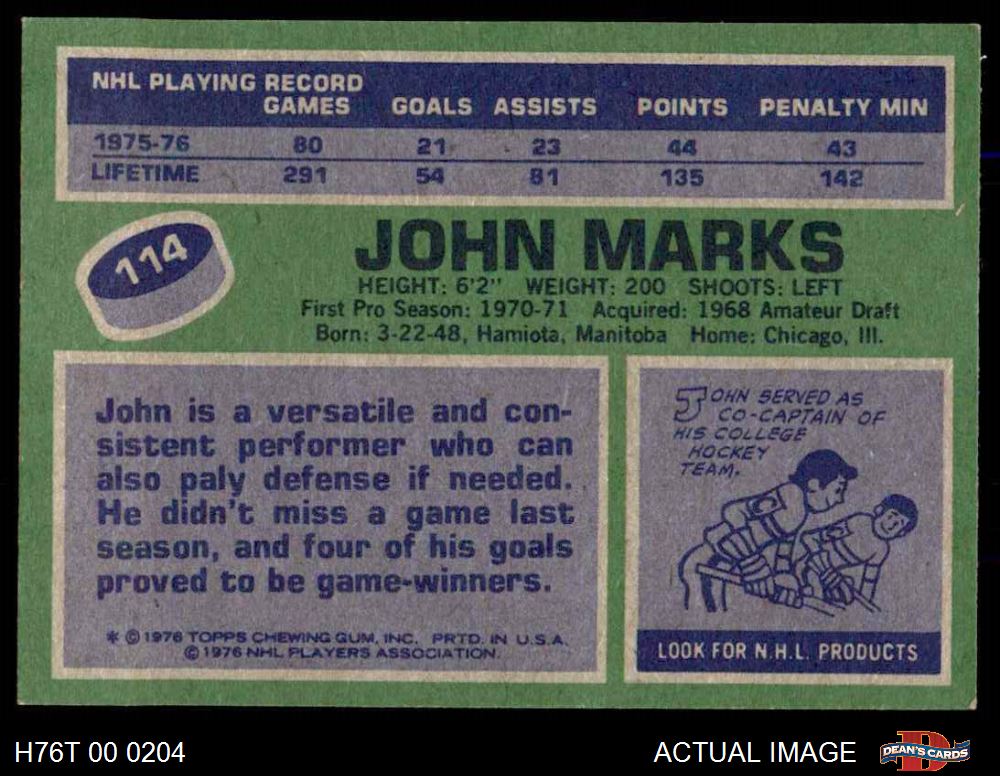 NHL PLAYING RECORD
GAMES GOALS ASSISTS POINTS PENALTY MIN
1975-76 80 21 23 44 43
LIFETIME 291 54 81 135 142
114
JOHN MARKS
HEIGHT: 6'2" WEIGHT: 200 SHOOTS: LEFT
First Pro Season: 1970-71 Acquired: 1968 Amateur Draft
Born: 3-22-48, Hamiota, Manitoba Home: Chicago, Ill.
John is a versatile and con-
sistent performer who can
also paly defense if needed.
He didn't miss a game last
season, and four of his goals
proved to be game-winners.
* © 1976 TOPPS CHEWING GUM, INC. PRTD. IN U.S.A.
© 1976 NHL PLAYERS ASSOCIATION.
JOHN SERVED AS
CO-CAPTAIN OF
HIS COLLEGE
HOCKEY
TEAM.
C
C
LOOK FOR N.H.L. PRODUCTS
H76T 00 0204
ACTUAL IMAGE
D
DEAN'S CARDS